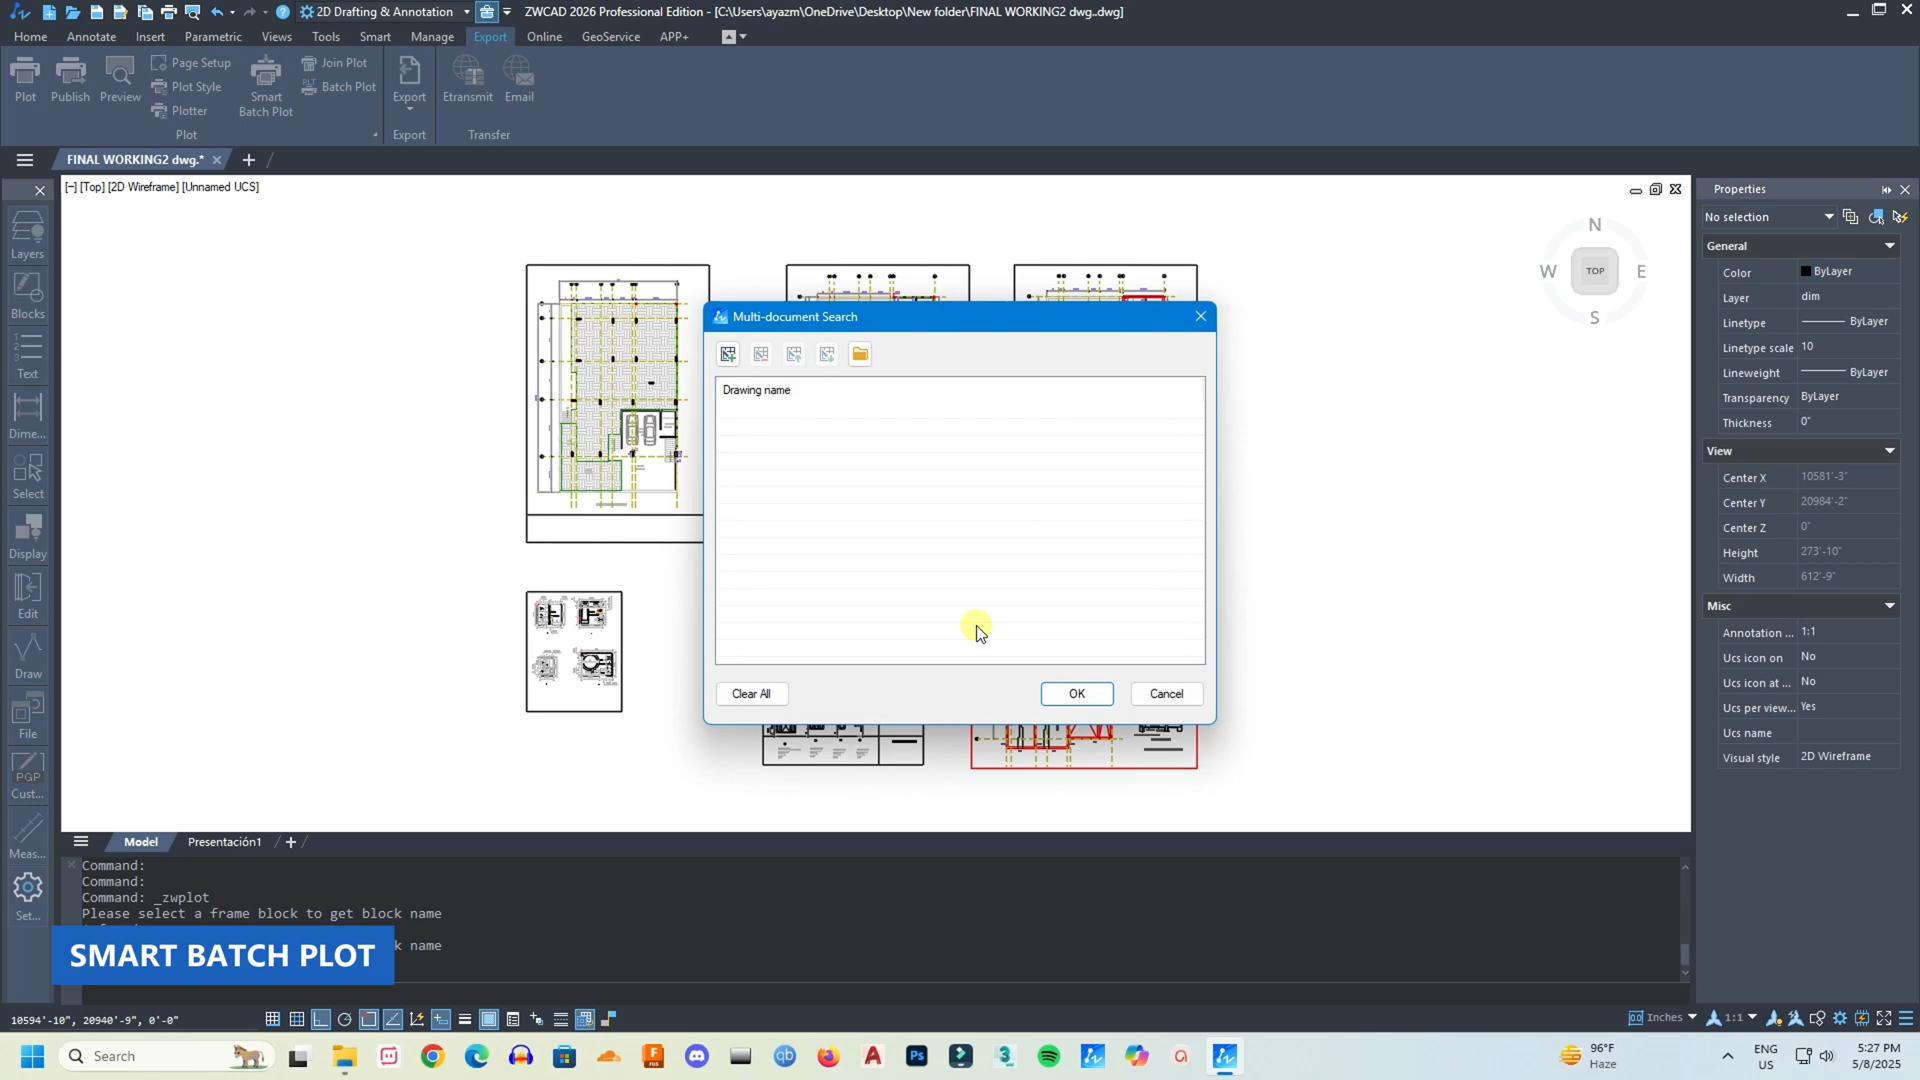 2D Drafting & Annotation
ZWCAD 2026 Professional Edition - [C:\Users\ayazm\OneDrive\Desktop\New folder\FINAL WORKING2 dwg..dwg]
Home Annotate Insert Parametric Views Tools Smart Manage Export Online GeoService APP+
Plot Publish Preview Page Setup Plot Style Plotter Smart Batch Plot Join Plot Batch Plot Export Etransmit Email
Plot Export Transfer
FINAL WORKING2 dwg.*
[−] [Top] [2D Wireframe] [Unnamed UCS]
Layers
Blocks
Text
Dime...
Select
Display
Edit
Draw
File
PGP
Cust...
Meas...
Set...
N
W TOP E
S
Multi-document Search
Drawing name
Clear All OK Cancel
Properties
No selection
General
Color ByLayer
Layer dim
Linetype ByLayer
Linetype scale 10
Lineweight ByLayer
Transparency ByLayer
Thickness 0"
View
Center X 10581'-3"
Center Y 20984'-2"
Center Z 0"
Height 273'-10"
Width 612'-9"
Misc
Annotation ... 1:1
Ucs icon on No
Ucs icon at ... No
Ucs per view... Yes
Ucs name
Visual style 2D Wireframe
Model Presentación1
Command:
Command:
Command: _zwplot
Please select a frame block to get block name
k name
SMART BATCH PLOT
10594'-10", 20940'-9", 0'-0"
Inches 1:1
Search
96°F
Haze
ENG
US
5:27 PM
5/8/2025